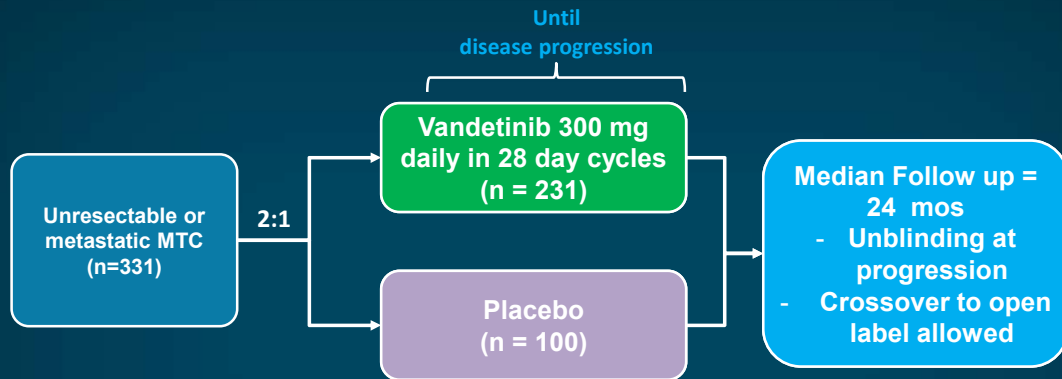 Until
disease progression
Unresectable or
metastatic MTC
(n=331)
2:1
Vandetinib 300 mg
daily in 28 day cycles
(n = 231)
Placebo
(n = 100)
Median Follow up =
24 mos
- Unblinding at
progression
- Crossover to open
label allowed